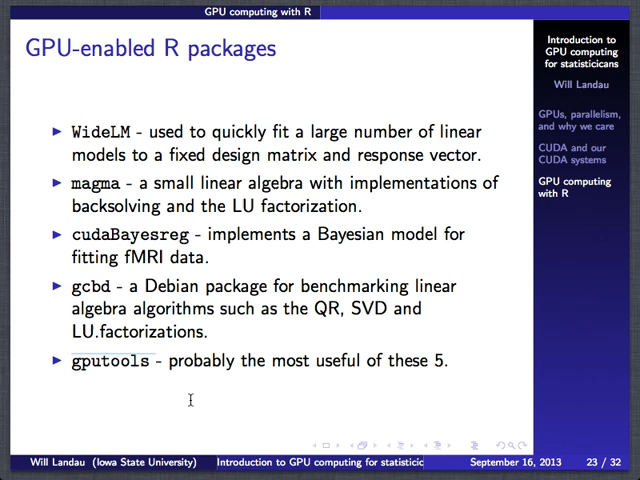 GPU computing with R
GPU-enabled R packages
WideLM - used to quickly fit a large number of linear
models to a fixed design matrix and response vector.
magma - a small linear algebra with implementations of
backsolving and the LU factorization.
cudaBayesreg - implements a Bayesian model for
fitting fMRI data.
gcbd - a Debian package for benchmarking linear
algebra algorithms such as the QR, SVD and
LU.factorizations.
gputools - probably the most useful of these 5.
Introduction to
GPU computing
for statisticians
Will Landau
GPUs, parallelism,
and why we care
CUDA and our
CUDA systems
GPU computing
with R
Will Landau (Iowa State University) Introduction to GPU computing for statistic September 16, 2013 23 / 32